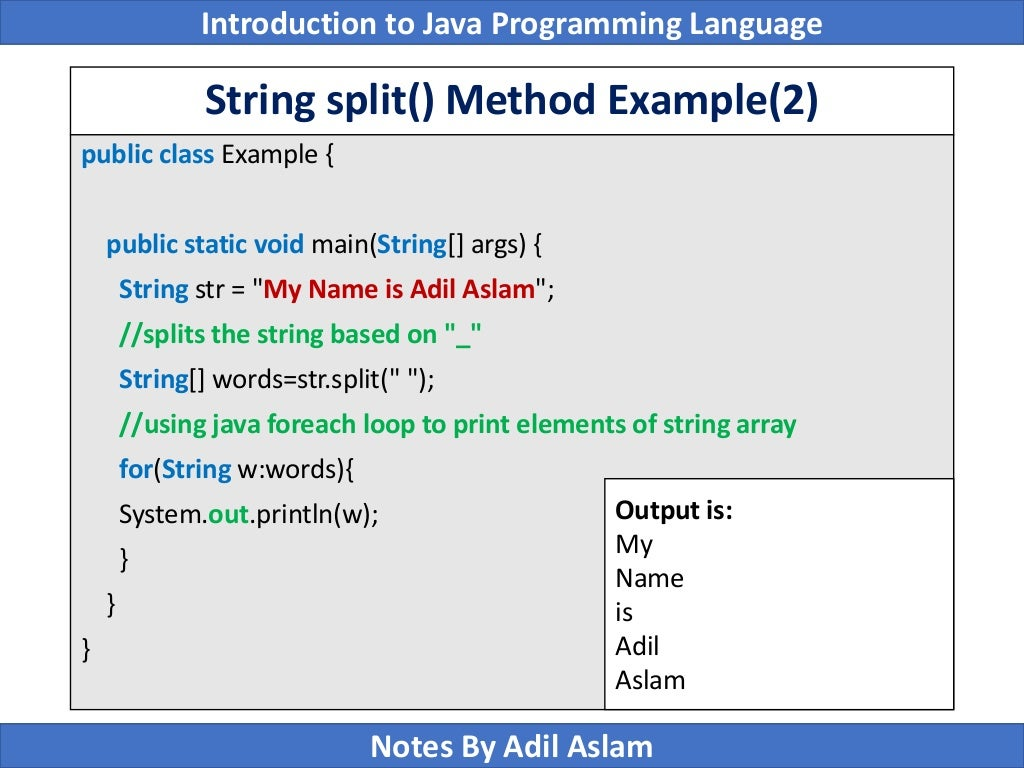 Introduction to Java Programming Language
String split() Method Example(2)
public class Example {
public static void main(String[] args) {
String str = "My Name is Adil Aslam";
//splits the string based on "_"
String[] words=str.split(" ");
//using java foreach loop to print elements of string array
for(String w:words){
System.out.println(w);
}
}
}
Output is:
My
Name
is
Adil
Aslam
Notes By Adil Aslam